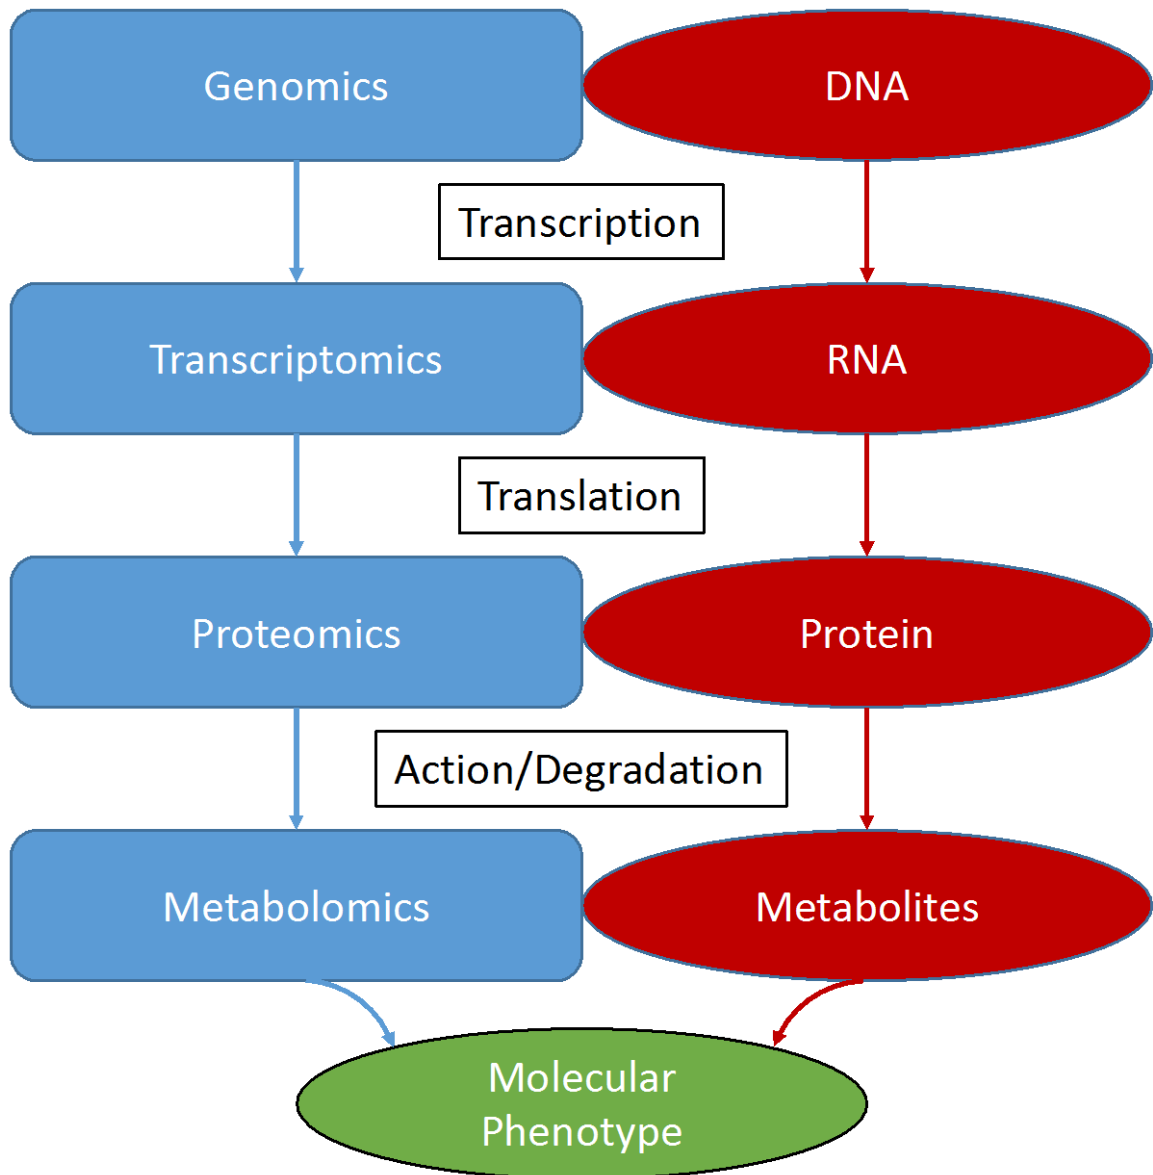 Genomics
DNA
Transcription
Transcriptomics
RNA
Translation
Proteomics
Protein
Action/Degradation
Metabolomics
Metabolites
Molecular
Phenotype